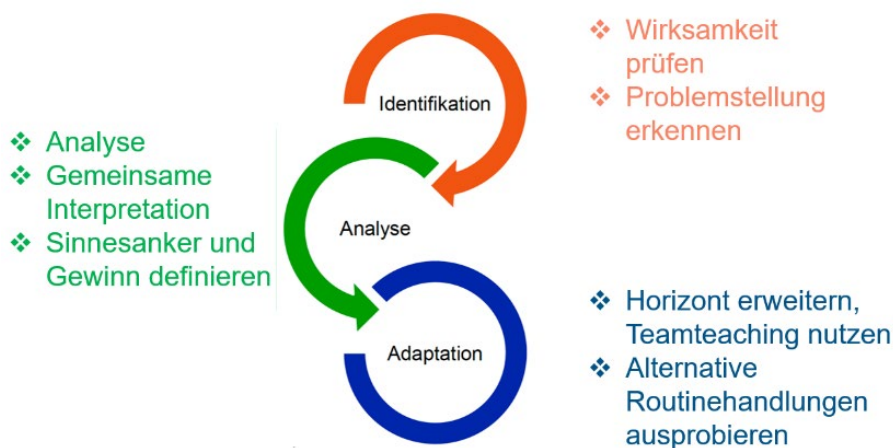 Wirksamkeit
prüfen
Problemstellung
erkennen
Identifikation
Analyse
Gemeinsame
Interpretation
Sinnesanker und
Gewinn definieren
Analyse
Horizont erweitern,
Teamteaching nutzen
Alternative
Routinehandlungen
ausprobieren
Adaptation